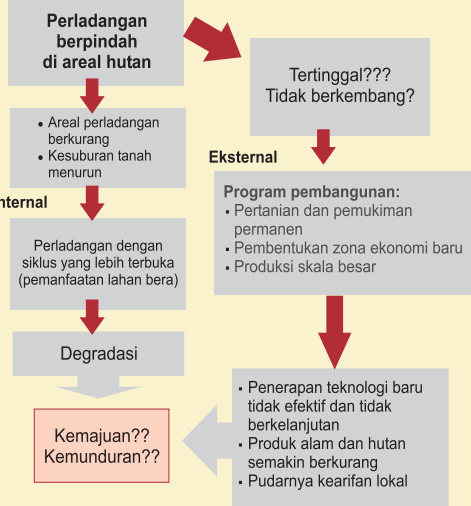 Perladangan
berpindah
di areal hutan
• Areal perladangan
berkurang
• Kesuburan tanah
menurun
nternal
Perladangan dengan
siklus yang lebih terbuka
(pemanfaatan lahan bera)
Degradasi
Kemajuan??
Kemunduran??
Tertinggal???
Tidak berkembang?
Eksternal
Program pembangunan:
▪ Pertanian dan pemukiman
permanen
▪ Pembentukan zona ekonomi baru
▪ Produksi skala besar
▪ Penerapan teknologi baru
tidak efektif dan tidak
berkelanjutan
▪ Produk alam dan hutan
semakin berkurang
▪ Pudarnya kearifan lokal